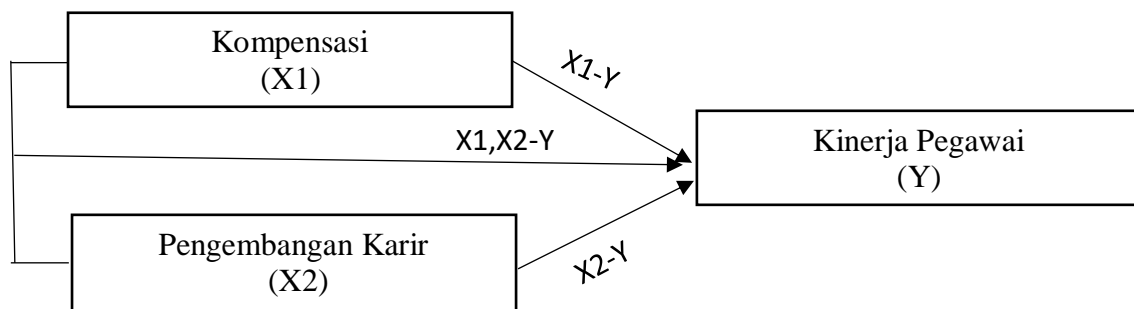 Kompensasi
(X1)
X1-Y
X1,X2-Y
Kinerja Pegawai
(Y)
Pengembangan Karir
(X2)
X2-Y